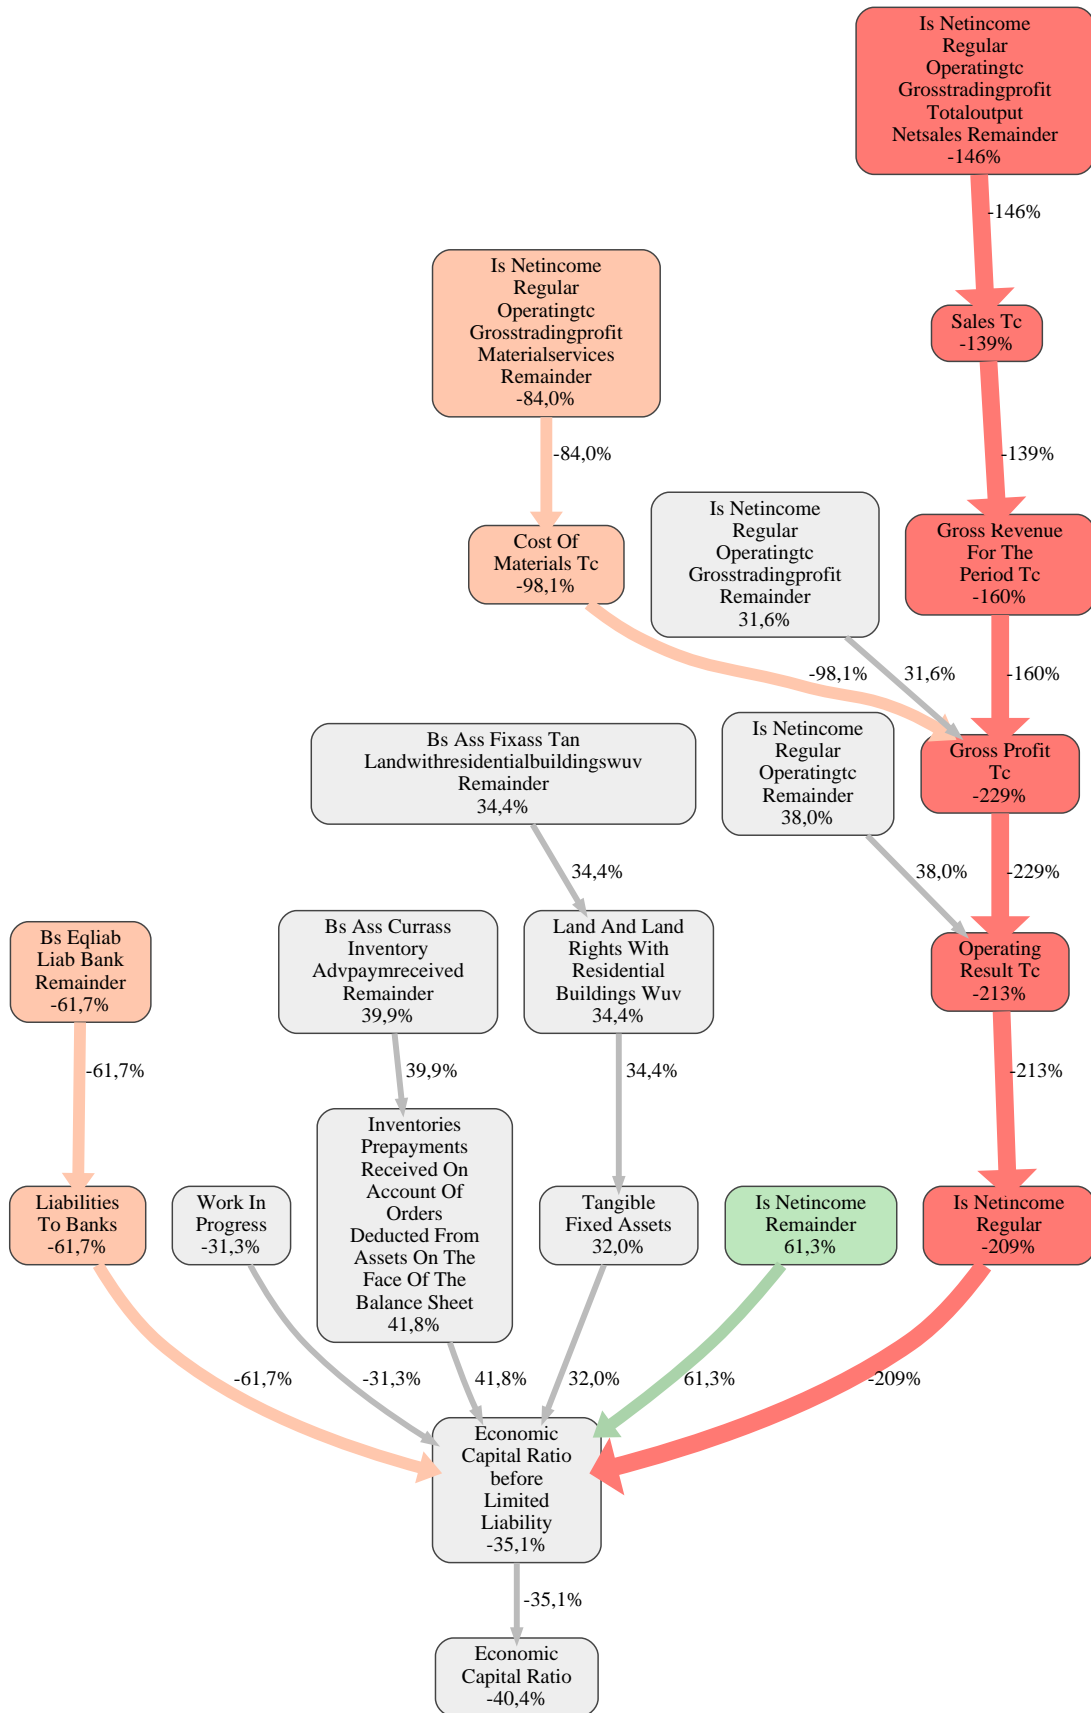 Is Netincome
Regular
Operatingtc
Grosstradingprofit
Totaloutput
Netsales Remainder
-146%
-146%
Is Netincome
Regular
Operatingtc
Grosstradingprofit
Materialservices
Remainder
-84,0%
Sales Tc
-139%
-84,0%
-139%
Is Netincome
Regular
Operatingtc
Grosstradingprofit
Remainder
31,6%
Cost Of
Materials Tc
-98,1%
Gross Revenue
For The
Period Tc
-160%
-98,1%
31,6%
-160%
Bs Ass Fixass Tan
Landwithresidentialbuildingswuv
Remainder
34,4%
Is Netincome
Regular
Operatingtc
Remainder
38,0%
Gross Profit
Tc
-229%
34,4%
38,0%
-229%
Bs Eqliab
Liab Bank
Remainder
-61,7%
Bs Ass Currass
Inventory
Advpaymreceived
Remainder
39,9%
Land And Land
Rights With
Residential
Buildings Wuv
34,4%
Operating
Result Tc
-213%
-61,7%
39,9%
34,4%
-213%
Liabilities
To Banks
-61,7%
Work In
Progress
-31,3%
Inventories
Prepayments
Received On
Account Of
Orders
Deducted From
Assets On The
Face Of The
Balance Sheet
41,8%
Tangible
Fixed Assets
32,0%
Is Netincome
Remainder
61,3%
Is Netincome
Regular
-209%
-61,7%
-31,3%
41,8%
32,0%
61,3%
-209%
Economic
Capital Ratio
before
Limited
Liability
-35,1%
-35,1%
Economic
Capital Ratio
-40,4%